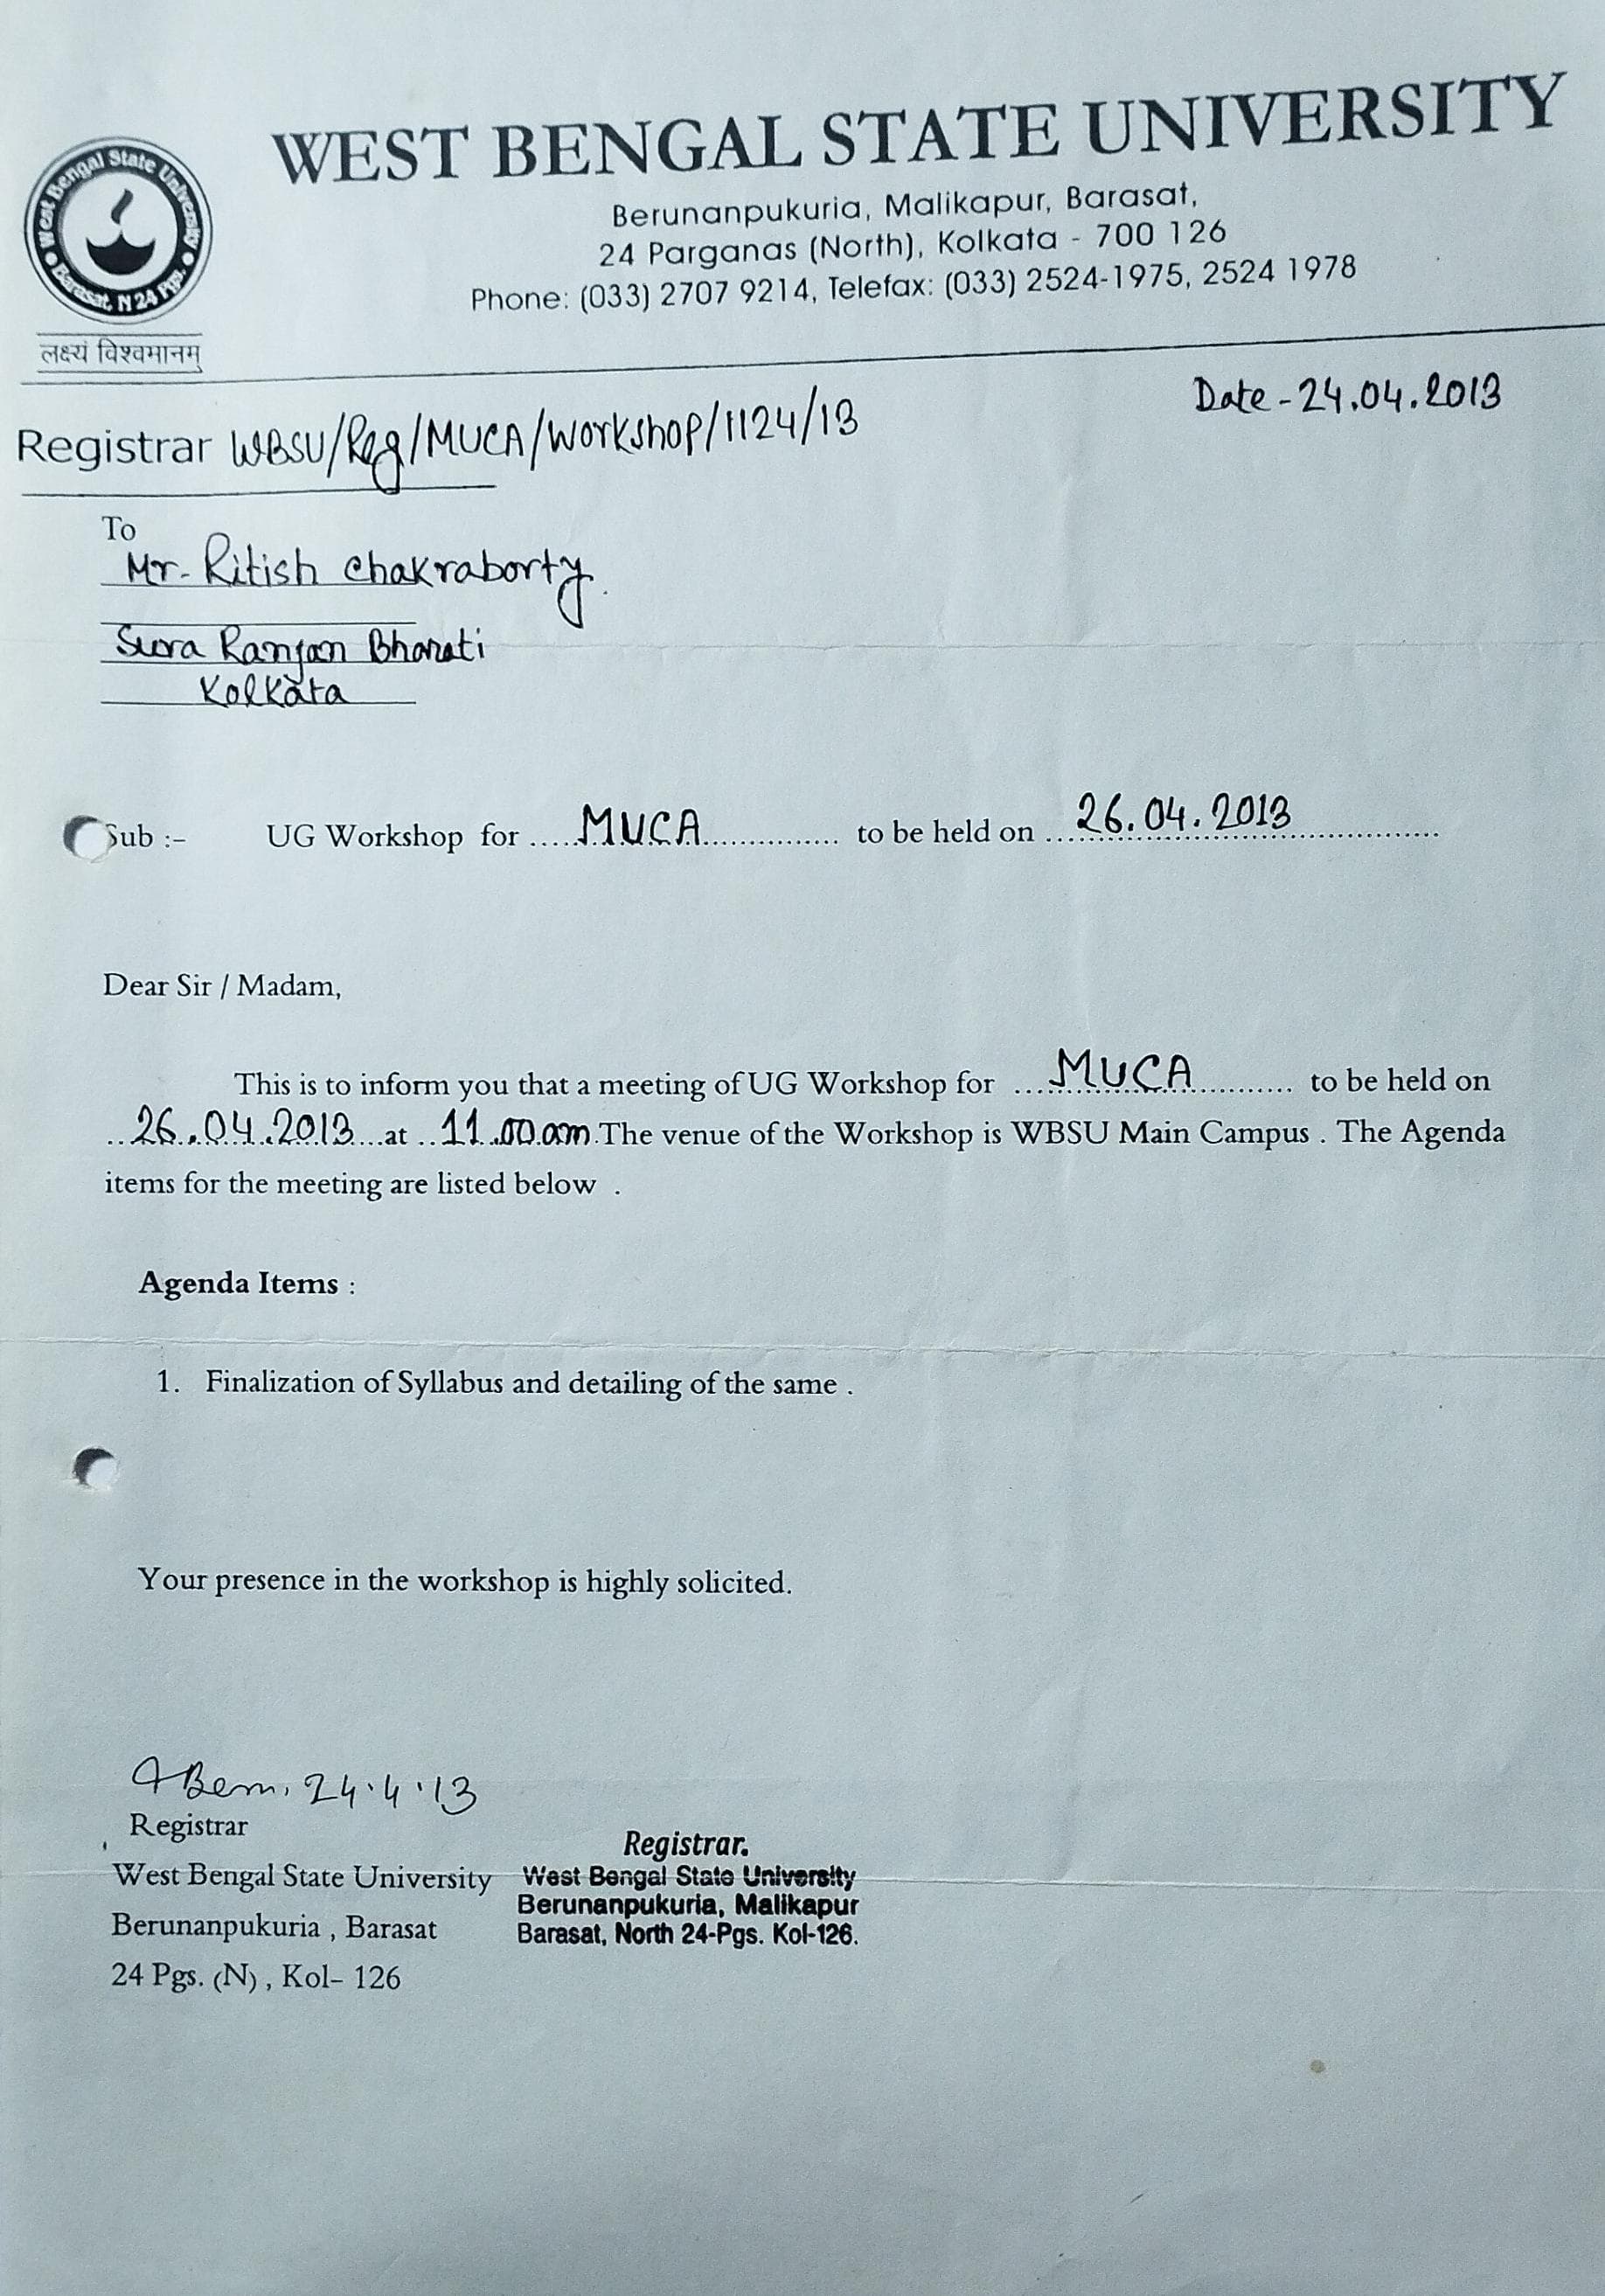 WEST BENGAL STATE UNIVERSITY
Berunanpukuria, Malikapur, Barasat,
24 Parganas (North), Kolkata - 700 126
Phone: (033) 2707 9214, Telefax: (033) 2524-1975, 2524 1978
West Bengal State University
Barasat, N 24 Pgs.
लक्ष्यं विश्वमानम्
Date - 24.04.2013
Registrar WBSU/Reg/MUCA/Workshop/1124/13
To
Mr. Ritish Chakraborty
Sura Ranjan Bharati
Kolkata
Sub :- UG Workshop for .....MUCA............... to be held on ...26.04.2013...............
Dear Sir / Madam,
This is to inform you that a meeting of UG Workshop for ...MUCA............ to be held on
..26.04.2013...at ..11.00 am.The venue of the Workshop is WBSU Main Campus . The Agenda
items for the meeting are listed below .
Agenda Items :
1. Finalization of Syllabus and detailing of the same .
Your presence in the workshop is highly solicited.
24.4.13
Registrar
West Bengal State University
Berunanpukuria , Barasat
24 Pgs. (N) , Kol- 126
Registrar.
West Bengal State University
Berunanpukuria, Malikapur
Barasat, North 24-Pgs. Kol-126.